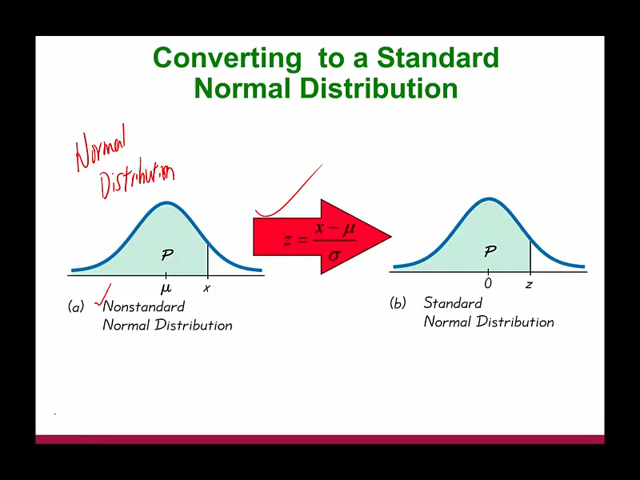 Converting to a Standard
Normal Distribution
Normal
Distribution
P
μ x
(a) Nonstandard
Normal Distribution
z = x − μ
σ
P
0 z
(b) Standard
Normal Distribution